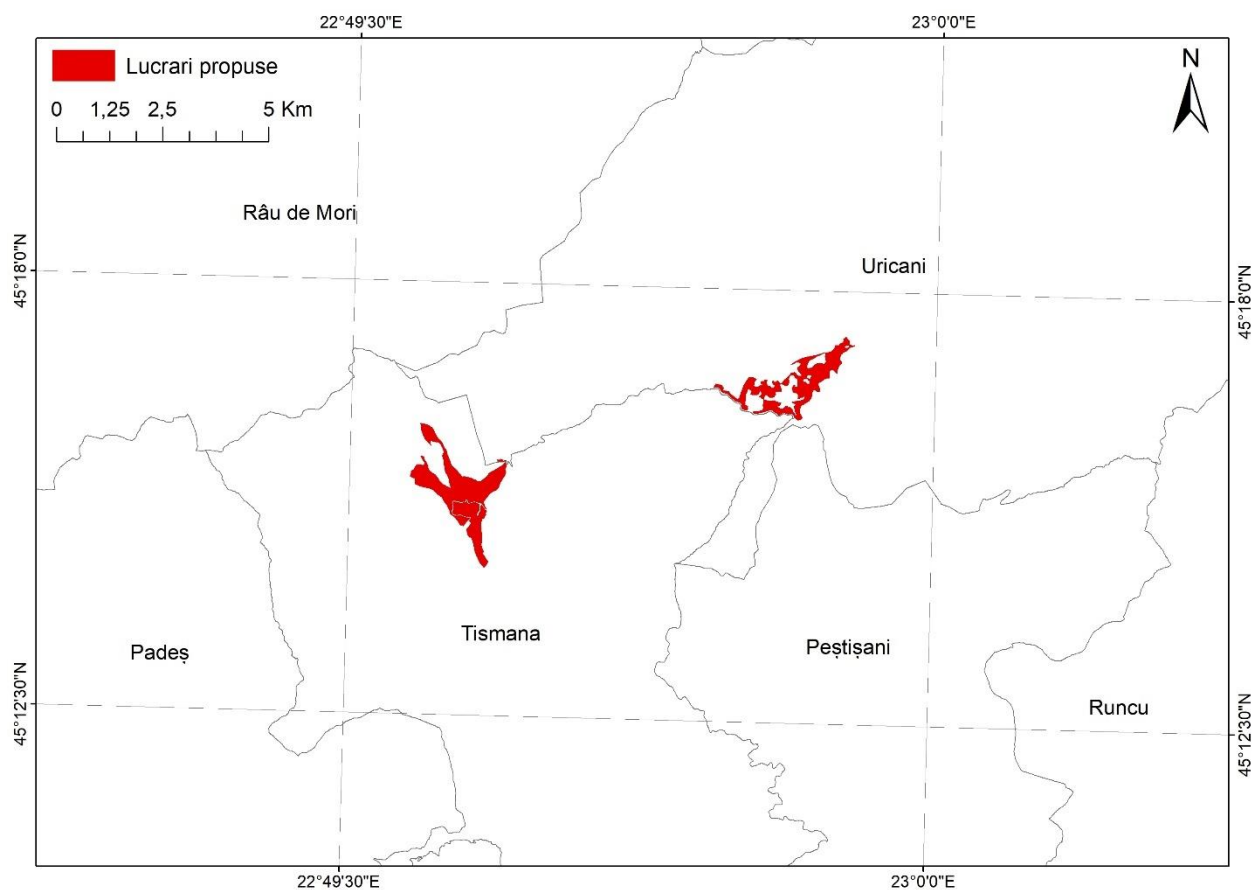 22°49'30"E 23°0'0"E
Lucrari propuse
0 1,25 2,5 5 Km
N
Râu de Mori
Uricani
45°18'0"N 45°18'0"N
Tismana
Padeș
Peștișani
Runcu
45°12'30"N 45°12'30"N
22°49'30"E 23°0'0"E